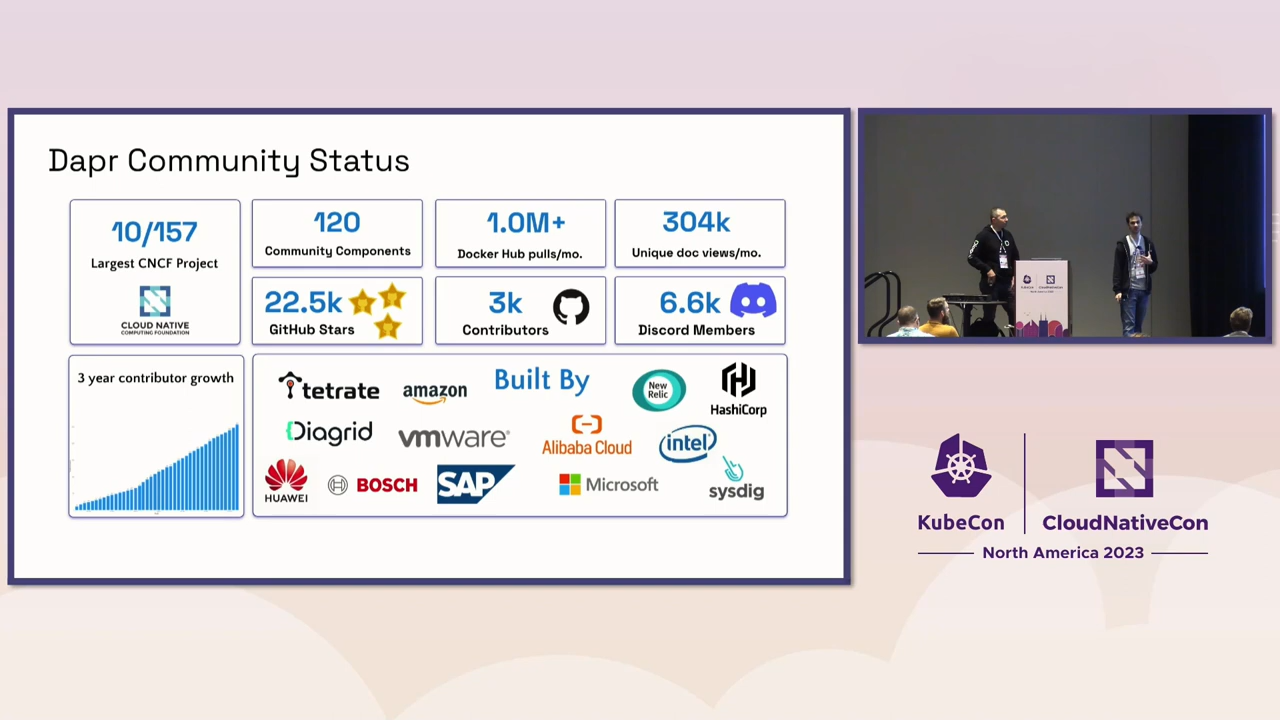 Dapr Community Status
10/157
Largest CNCF Project
CLOUD NATIVE
COMPUTING FOUNDATION
120
Community Components
1.0M+
Docker Hub pulls/mo.
304k
Unique doc views/mo.
22.5k
GitHub Stars
3k
Contributors
6.6k
Discord Members
3 year contributor growth
Built By
tetrate
amazon
New
Relic
HashiCorp
Diagrid
vmware
Alibaba Cloud
intel
HUAWEI
BOSCH
SAP
Microsoft
sysdig
KubeCon
CloudNativeCon
North America 2023